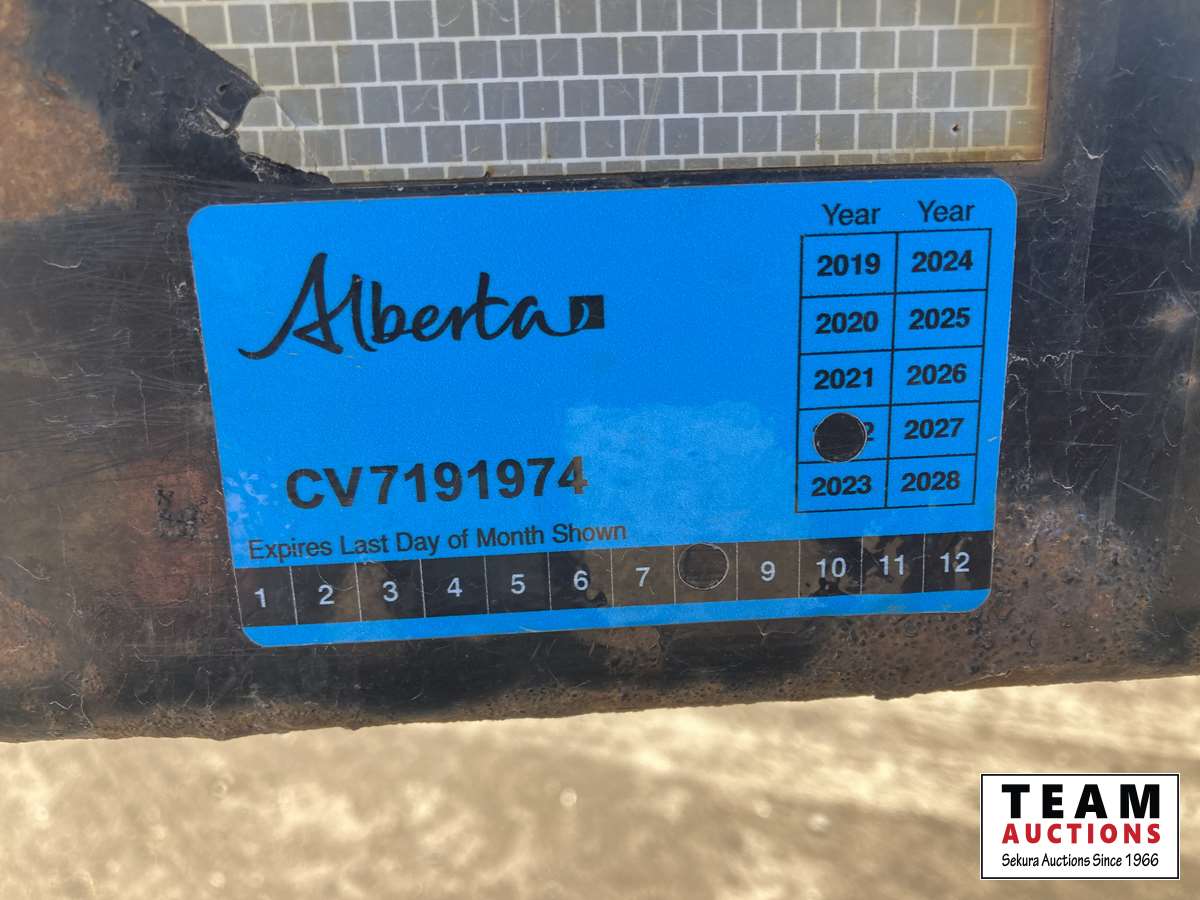 Alberta
Year Year
2019 2024
2020 2025
2021 2026
2 2027
2023 2028
CV7191974
Expires Last Day of Month Shown
1 2 3 4 5 6 7 9 10 11 12
TEAM
AUCTIONS
Sekura Auctions Since 1966